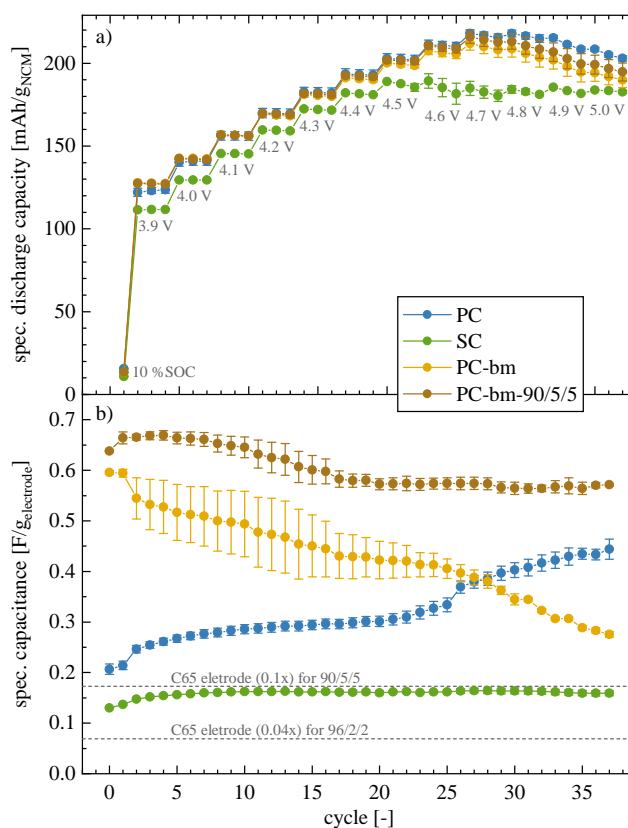 a)
spec. discharge capacity [mAh/gNCM]
200
150
100
50
0
10 %SOC
3.9 V
4.0 V
4.1 V
4.2 V
4.3 V
4.4 V
4.5 V
4.6 V
4.7 V
4.8 V
4.9 V
5.0 V
PC
SC
PC-bm
PC-bm-90/5/5
b)
spec. capacitance [F/gelectrode]
0.7
0.6
0.5
0.4
0.3
0.2
0.1
0.0
C65 eletrode (0.1x) for 90/5/5
C65 eletrode (0.04x) for 96/2/2
0 5 10 15 20 25 30 35
cycle [-]